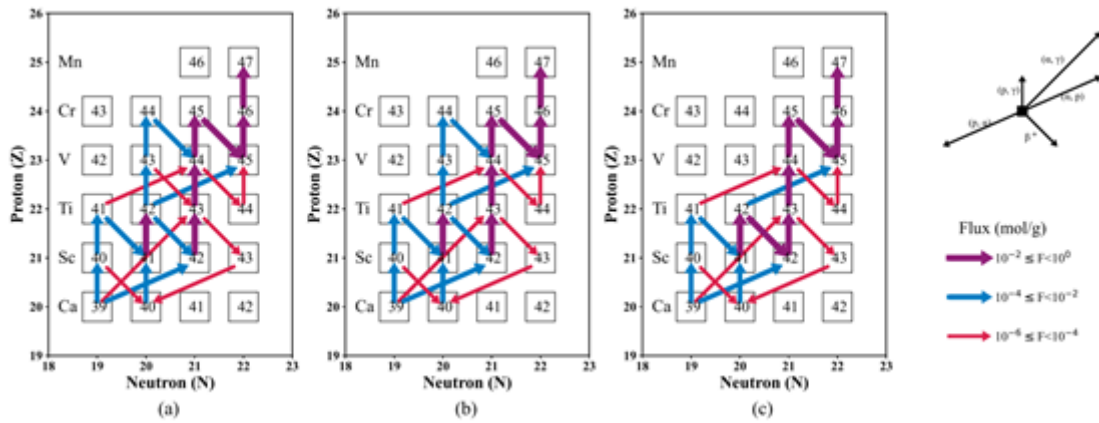 26 26 26
25 Mn 46 47 25 Mn 46 47 25 Mn 46 47
24 Cr 43 44 45 46 24 Cr 43 44 45 46 24 Cr 43 44 45 46
23 V 42 43 44 45 23 V 42 43 44 45 23 V 42 43 44 45
22 Ti 41 42 43 44 22 Ti 41 42 43 44 22 Ti 41 42 43 44
21 Sc 40 41 42 43 21 Sc 40 41 42 43 21 Sc 40 41 42 43
20 Ca 39 40 41 42 20 Ca 39 40 41 42 20 Ca 39 40 41 42
19 19 19
Proton (Z) Proton (Z) Proton (Z)
18 19 20 21 22 23 18 19 20 21 22 23 18 19 20 21 22 23
Neutron (N) Neutron (N) Neutron (N)
(a) (b) (c)
(α, γ)
(p, γ)
(α, p)
(p, α)
β⁺
Flux (mol/g)
10⁻² ≤ F<10⁰
10⁻⁴ ≤ F<10⁻²
10⁻⁶ ≤ F<10⁻⁴